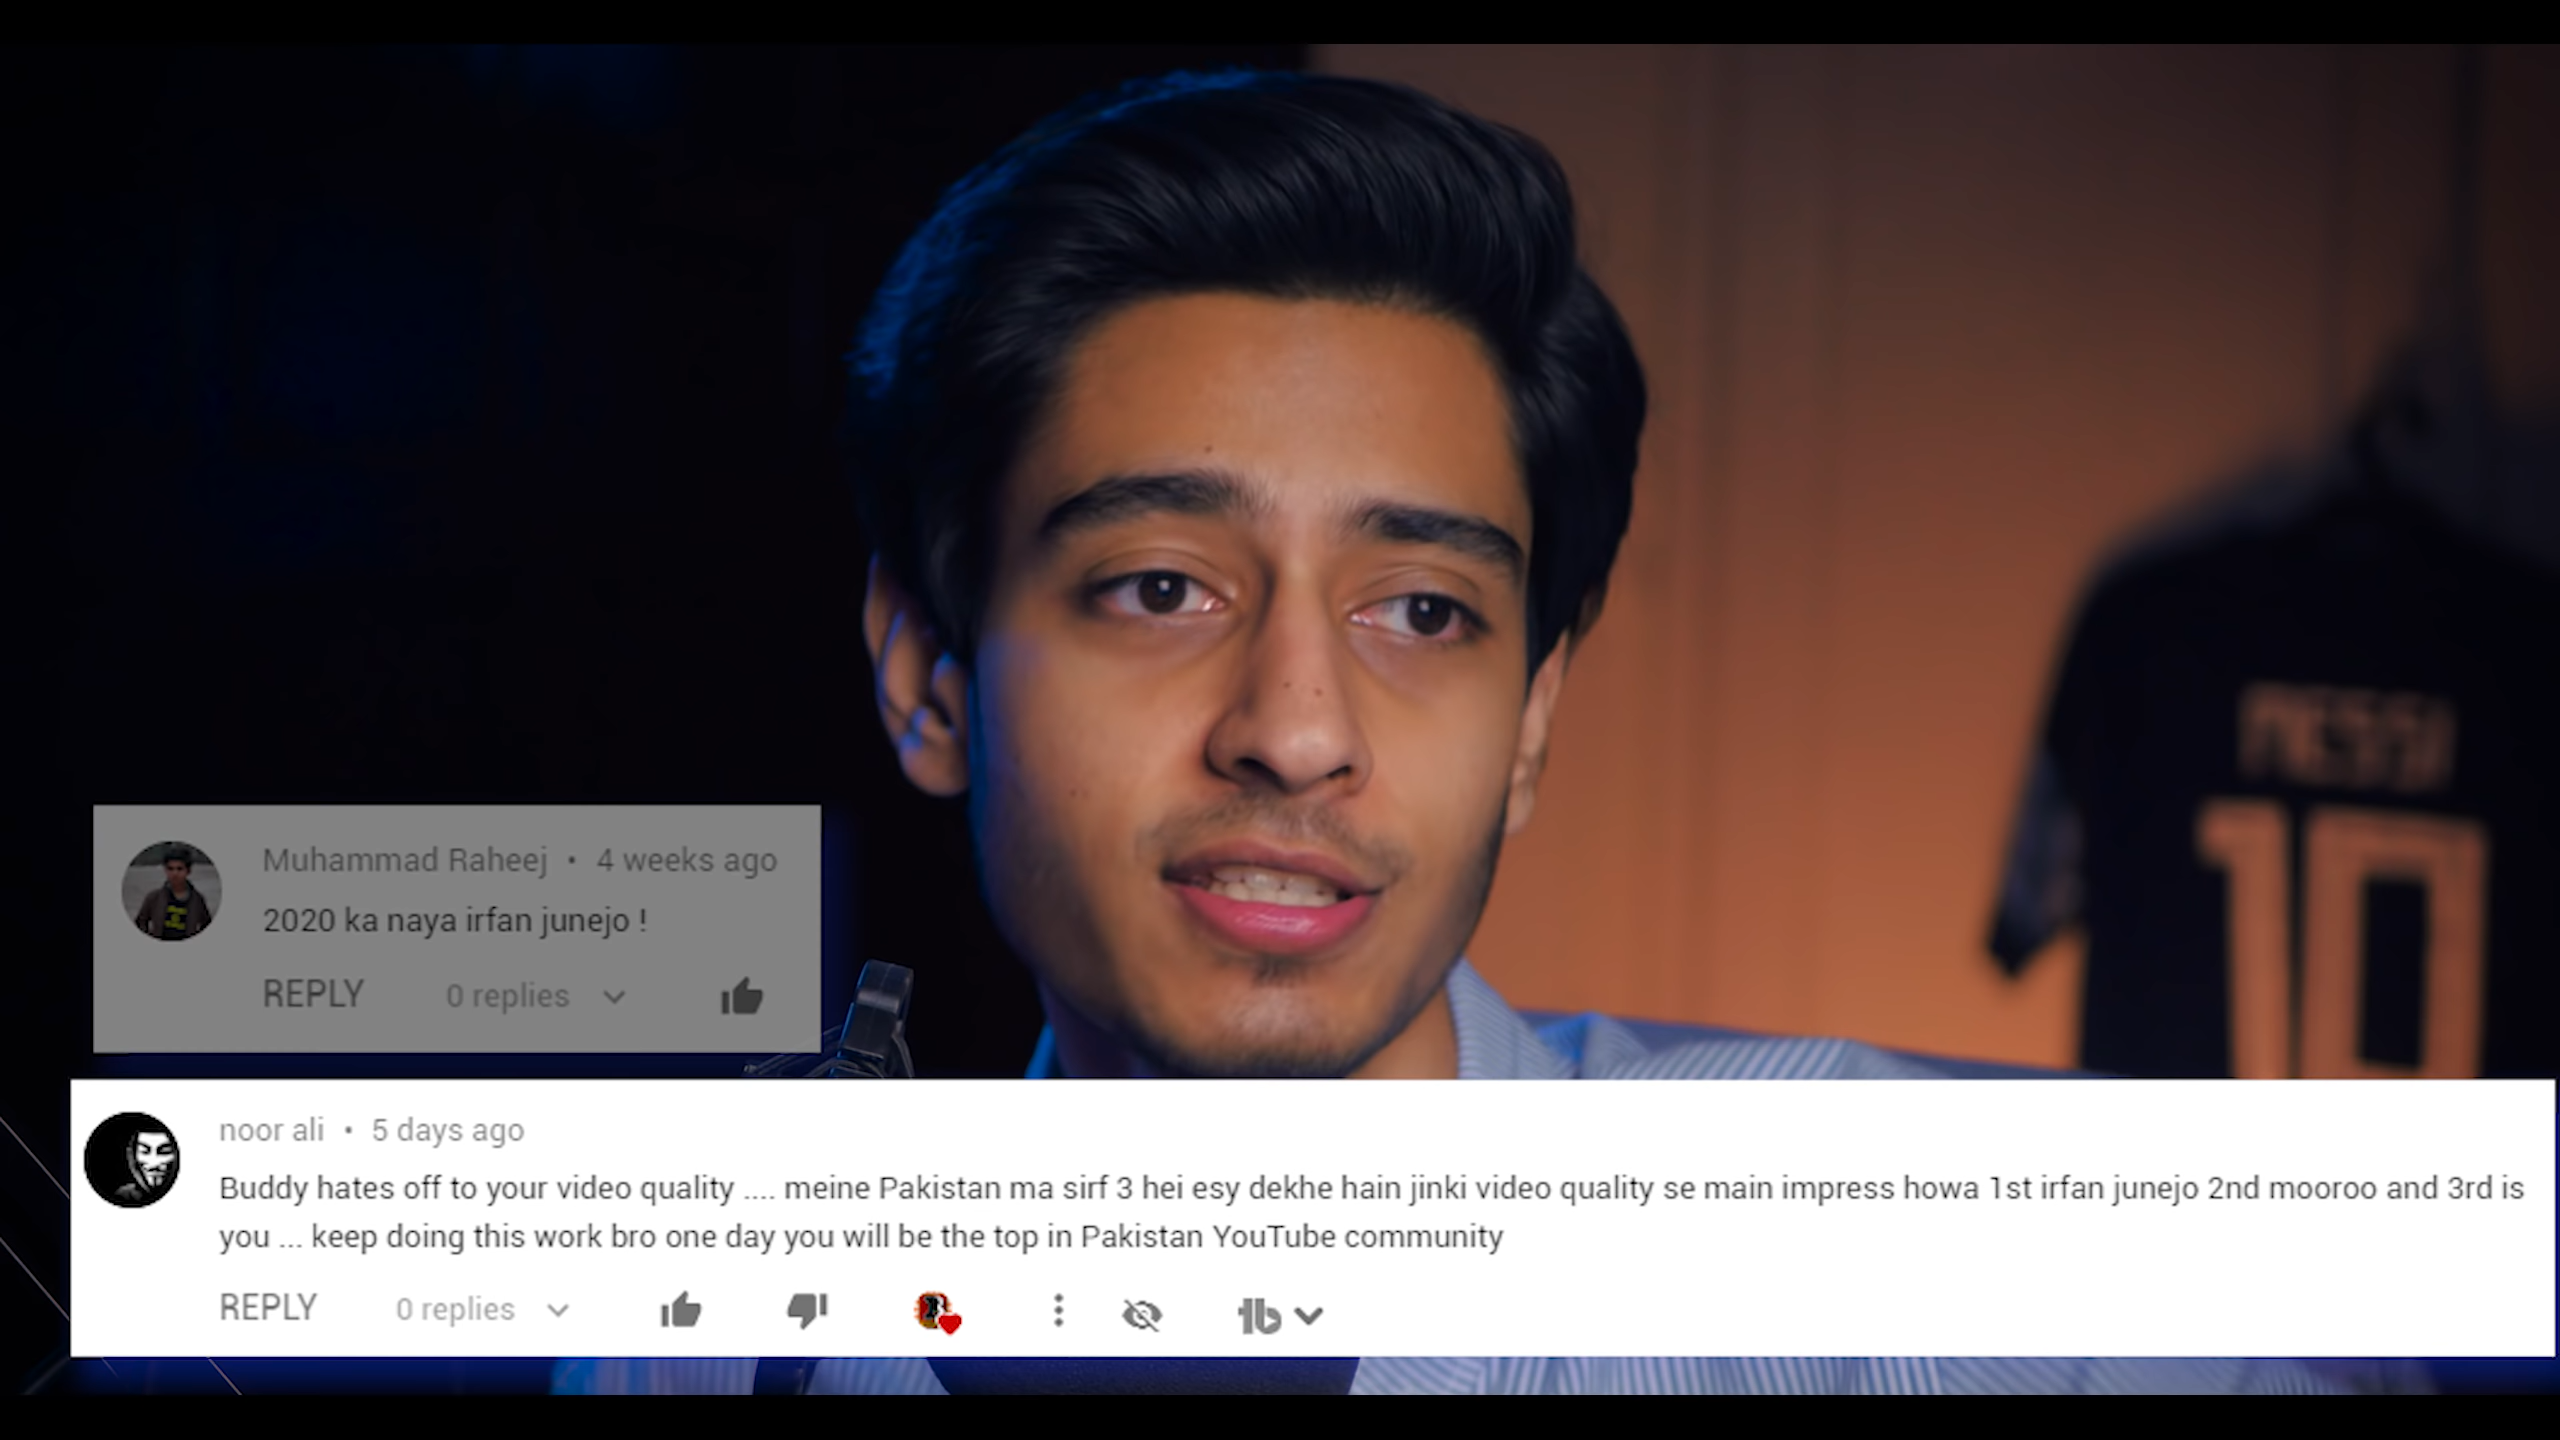 MESSI
10
Muhammad Raheej • 4 weeks ago
2020 ka naya irfan junejo !
REPLY 0 replies
noor ali • 5 days ago
Buddy hates off to your video quality .... meine Pakistan ma sirf 3 hei esy dekhe hain jinki video quality se main impress howa 1st irfan junejo 2nd mooroo and 3rd is
you ... keep doing this work bro one day you will be the top in Pakistan YouTube community
REPLY 0 replies